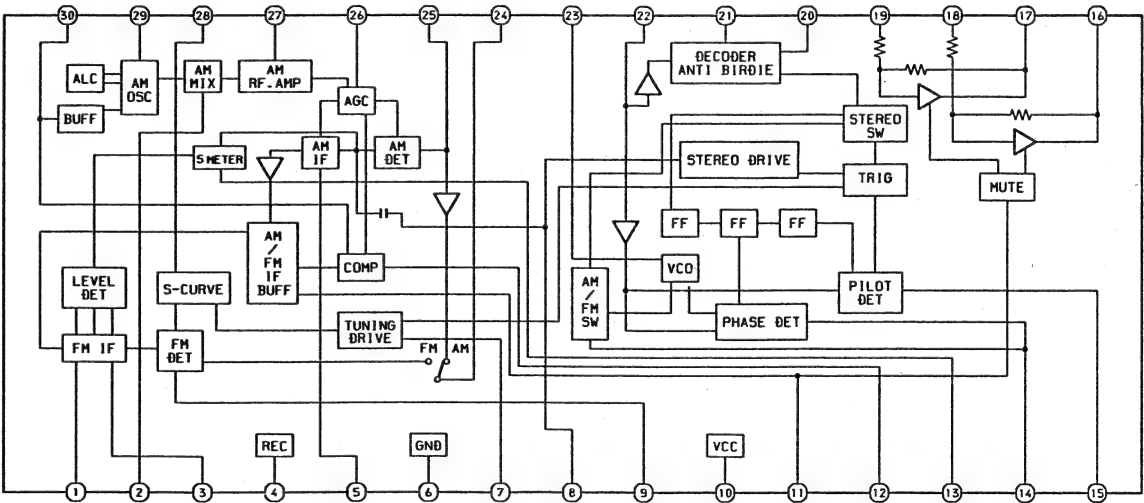 30 29 28 27 26 25 24 23 22 21 20 19 18 17 16
ALC
AM
OSC
BUFF
AM
MIX
AM
RF.AMP
AGC
S METER
AM
IF
AM
DET
AM
/
FM
IF
BUFF
COMP
LEVEL
DET
S-CURVE
FM IF
FM
DET
TUNING
DRIVE
FM AM
REC
GND
DECODER
ANTI BIRDIE
STEREO
SW
STEREO DRIVE
TRIG
MUTE
FF FF FF
VCO
AM
/
FM
SW
PILOT
DET
PHASE DET
VCC
1 2 3 4 5 6 7 8 9 10 11 12 13 14 15